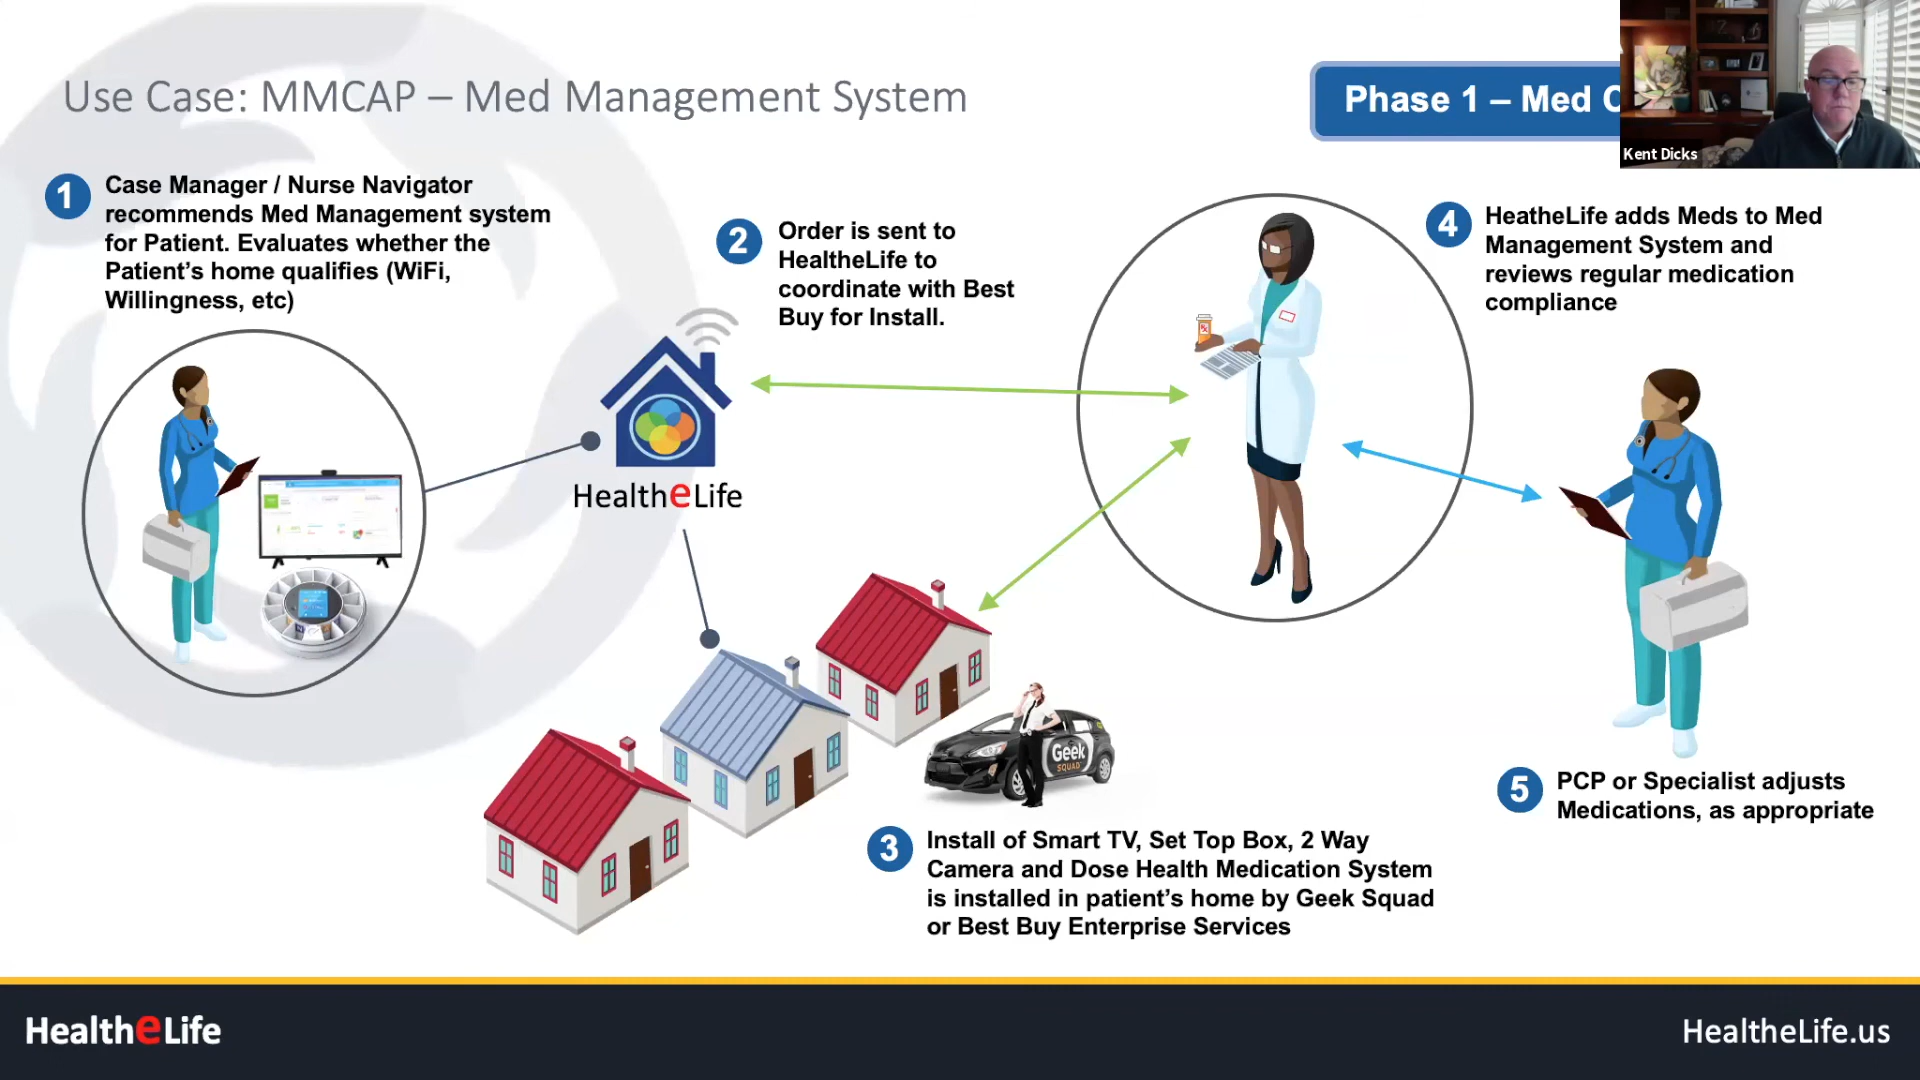 Use Case: MMCAP – Med Management System
Phase 1 – Med
Kent Dicks
1
Case Manager / Nurse Navigator
recommends Med Management system
for Patient. Evaluates whether the
Patient’s home qualifies (WiFi,
Willingness, etc)
2
Order is sent to
HealtheLife to
coordinate with Best
Buy for Install.
4
HeatheLife adds Meds to Med
Management System and
reviews regular medication
compliance
HealtheLife
Geek
SQUAD
3
Install of Smart TV, Set Top Box, 2 Way
Camera and Dose Health Medication System
is installed in patient’s home by Geek Squad
or Best Buy Enterprise Services
5
PCP or Specialist adjusts
Medications, as appropriate
HealtheLife
HealtheLife.us